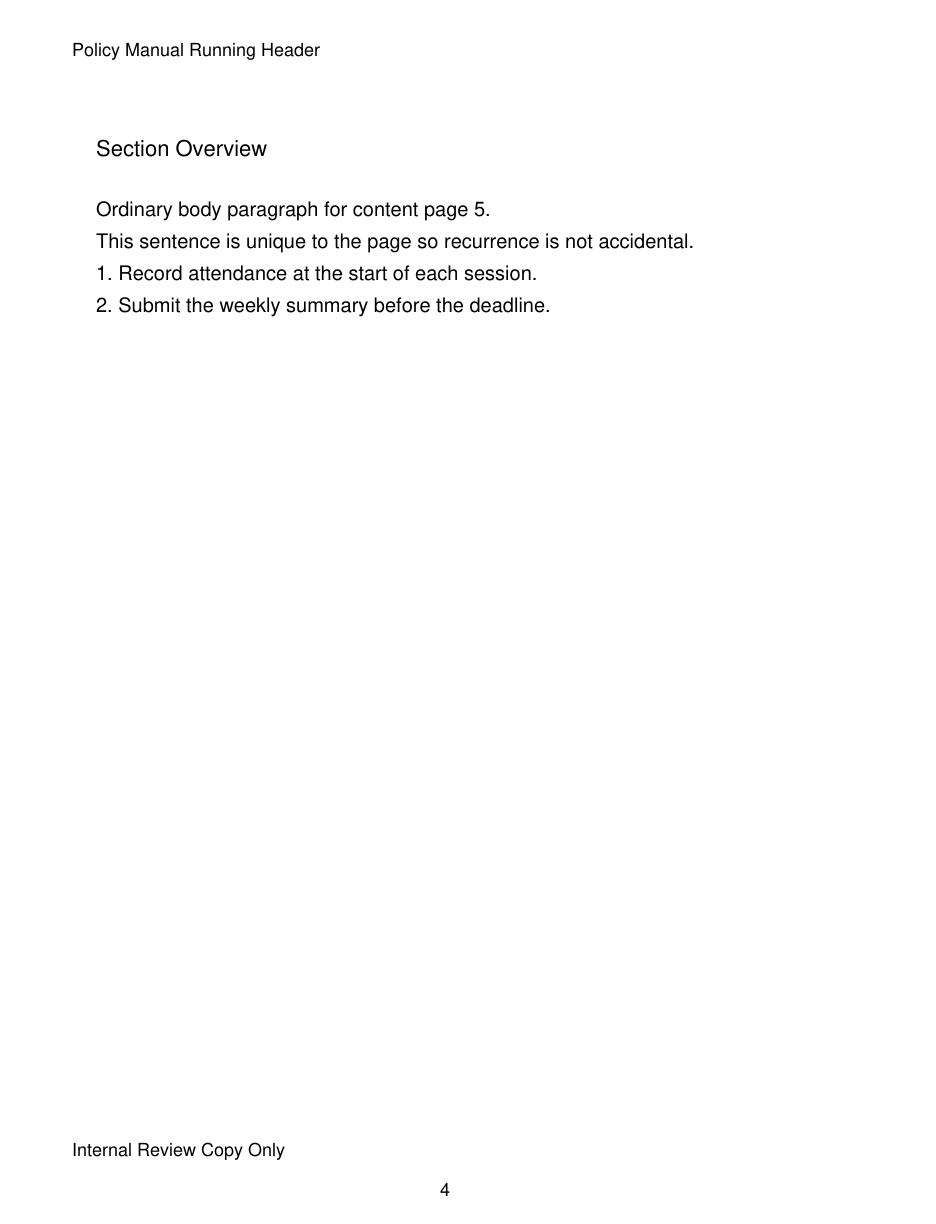 Policy Manual Running Header
Section Overview
Ordinary body paragraph for content page 5.
This sentence is unique to the page so recurrence is not accidental.
1. Record attendance at the start of each session.
2. Submit the weekly summary before the deadline.
Internal Review Copy Only
4